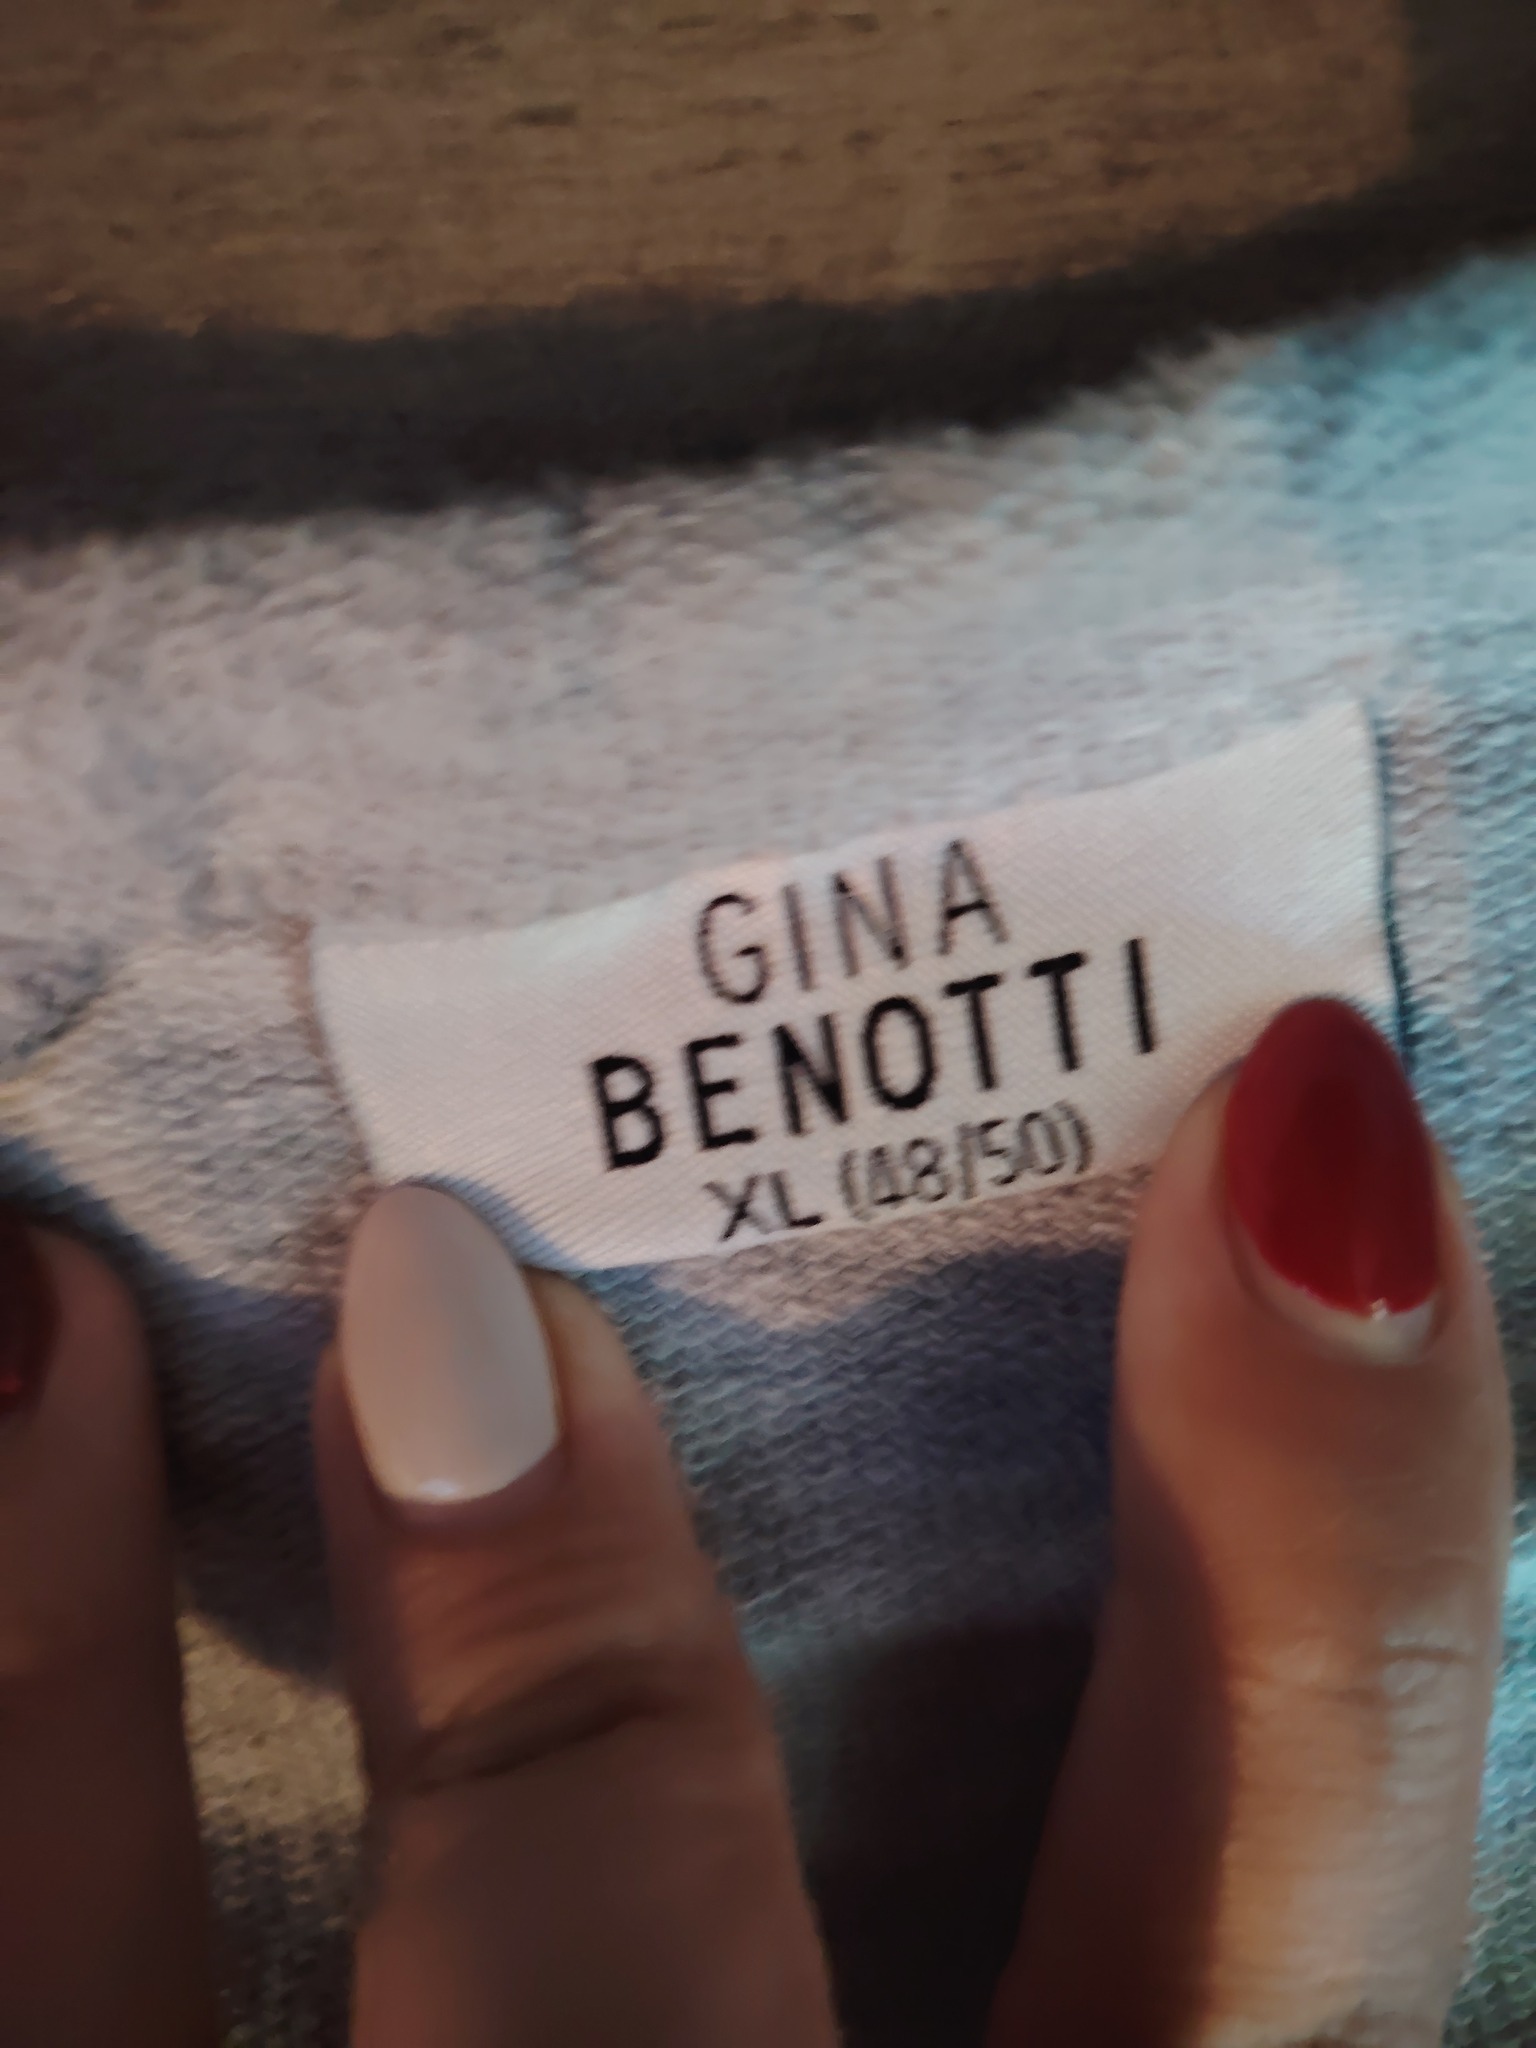 GINA
BENOTTI
XL (48/50)